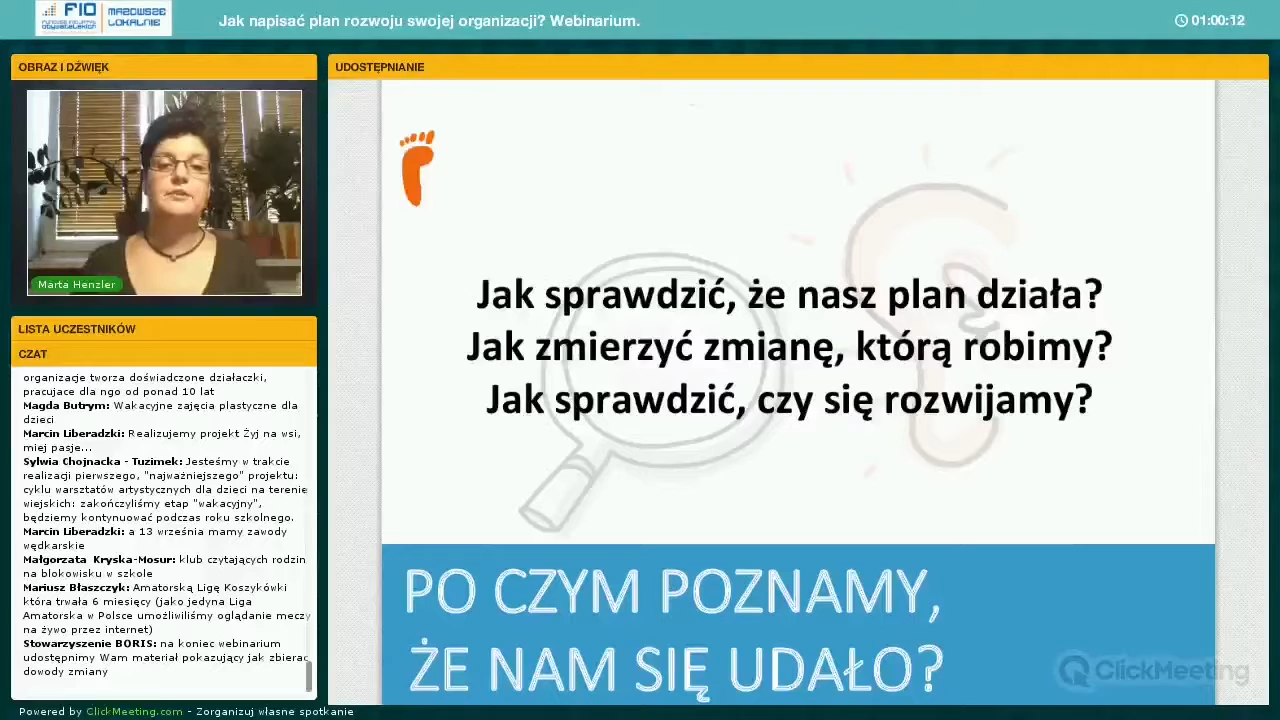 FIO
fundusz inicjatyw
obywatelskich
MAZOWSZE
LOKALNIE
Jak napisać plan rozwoju swojej organizacji? Webinarium.
01:00:12
OBRAZ I DŹWIĘK
Marta Henzler
LISTA UCZESTNIKÓW
CZAT
organizacje tworza doświadczone działaczki,
pracujace dla ngo od ponad 10 lat
Magda Butrym: Wakacyjne zajęcia plastyczne dla
dzieci
Marcin Liberadzki: Realizujemy projekt Żyj na wsi,
miej pasje...
Sylwia Chojnacka - Tuzimek: Jesteśmy w trakcie
realizacji pierwszego, "najważniejszego" projektu:
cyklu warsztatów artystycznych dla dzieci na terenie
wiejskich: zakończyliśmy etap "wakacyjny",
będziemy kontynuować podczas roku szkolnego.
Marcin Liberadzki: a 13 września mamy zawody
wędkarskie
Małgorzata Kryska-Mosur: klub czytających rodzin
na blokowisku w szkole
Mariusz Błaszczyk: Amatorską Ligę Koszykówki
która trwała 6 miesięcy (jako jedyna Liga
Amatorska w Polsce umożliwiliśmy oglądanie meczy
na żywo przez internet)
Stowarzyszenie BORIS: na koniec webinarium
udostępnimy Wam materiał pokazujący jak zbierac
dowody zmiany
UDOSTĘPNIANIE
Jak sprawdzić, że nasz plan działa?
Jak zmierzyć zmianę, którą robimy?
Jak sprawdzić, czy się rozwijamy?
PO CZYM POZNAMY,
ŻE NAM SIĘ UDAŁO?
ClickMeeting
Powered by ClickMeeting.com - Zorganizuj własne spotkanie